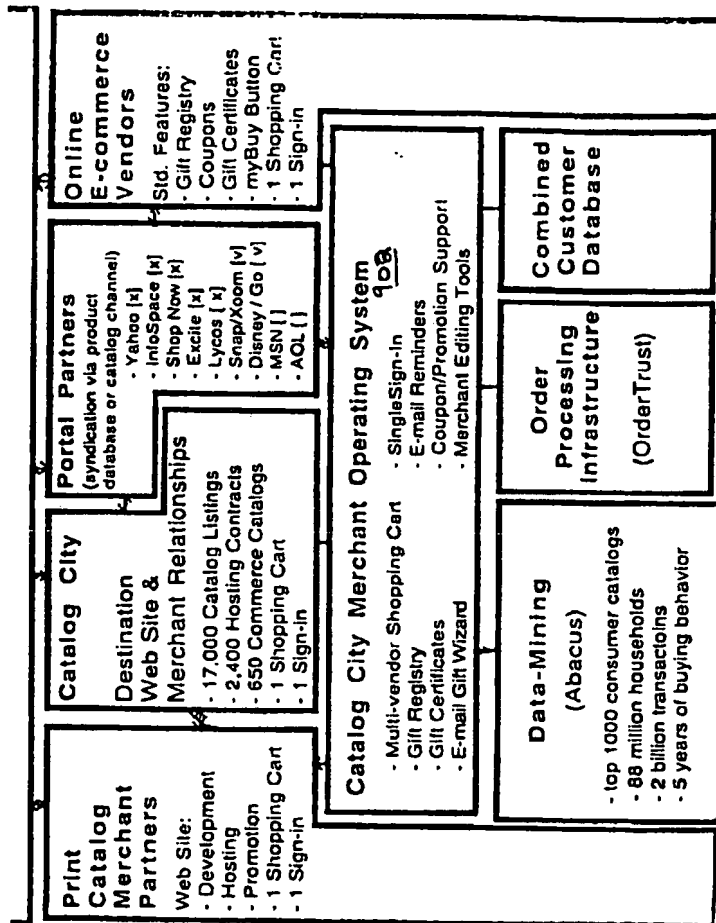 Print
Catalog
Merchant
Partners
Web Site:
- Development
- Hosting
- Promotion
- 1 Shopping Cart
- 1 Sign-in
Catalog City
Destination
Web Site &
Merchant Relationships
- 17,000 Catalog Listings
- 2,400 Hosting Contracts
- 650 Commerce Catalogs
- 1 Shopping Cart
- 1 Sign-in
Portal Partners
(syndication via product
database or catalog channel)
- Yahoo [x]
- InfoSpace [x]
- Shop Now [x]
- Excite [x]
- Lycos [x]
- Snap/Xoom [v]
- Disney / Go [v]
- MSN [ ]
- AOL [ ]
Online
E-commerce
Vendors
Std. Features:
- Gift Registry
- Coupons
- Gift Certificates
- myBuy Button
- 1 Shopping Cart
- 1 Sign-in
Catalog City Merchant Operating System
902
- Multi-vendor Shopping Cart
- Gift Registry
- Gift Certificates
- E-mail Gift Wizard
- SingleSign-In
- E-mail Reminders
- Coupon/Promotion Support
- Merchant Editing Tools
Data-Mining
(Abacus)
- top 1000 consumer catalogs
- 88 million households
- 2 billion transactoins
- 5 years of buying behavior
Order
Processing
Infrastructure
(OrderTrust)
Combined
Customer
Database